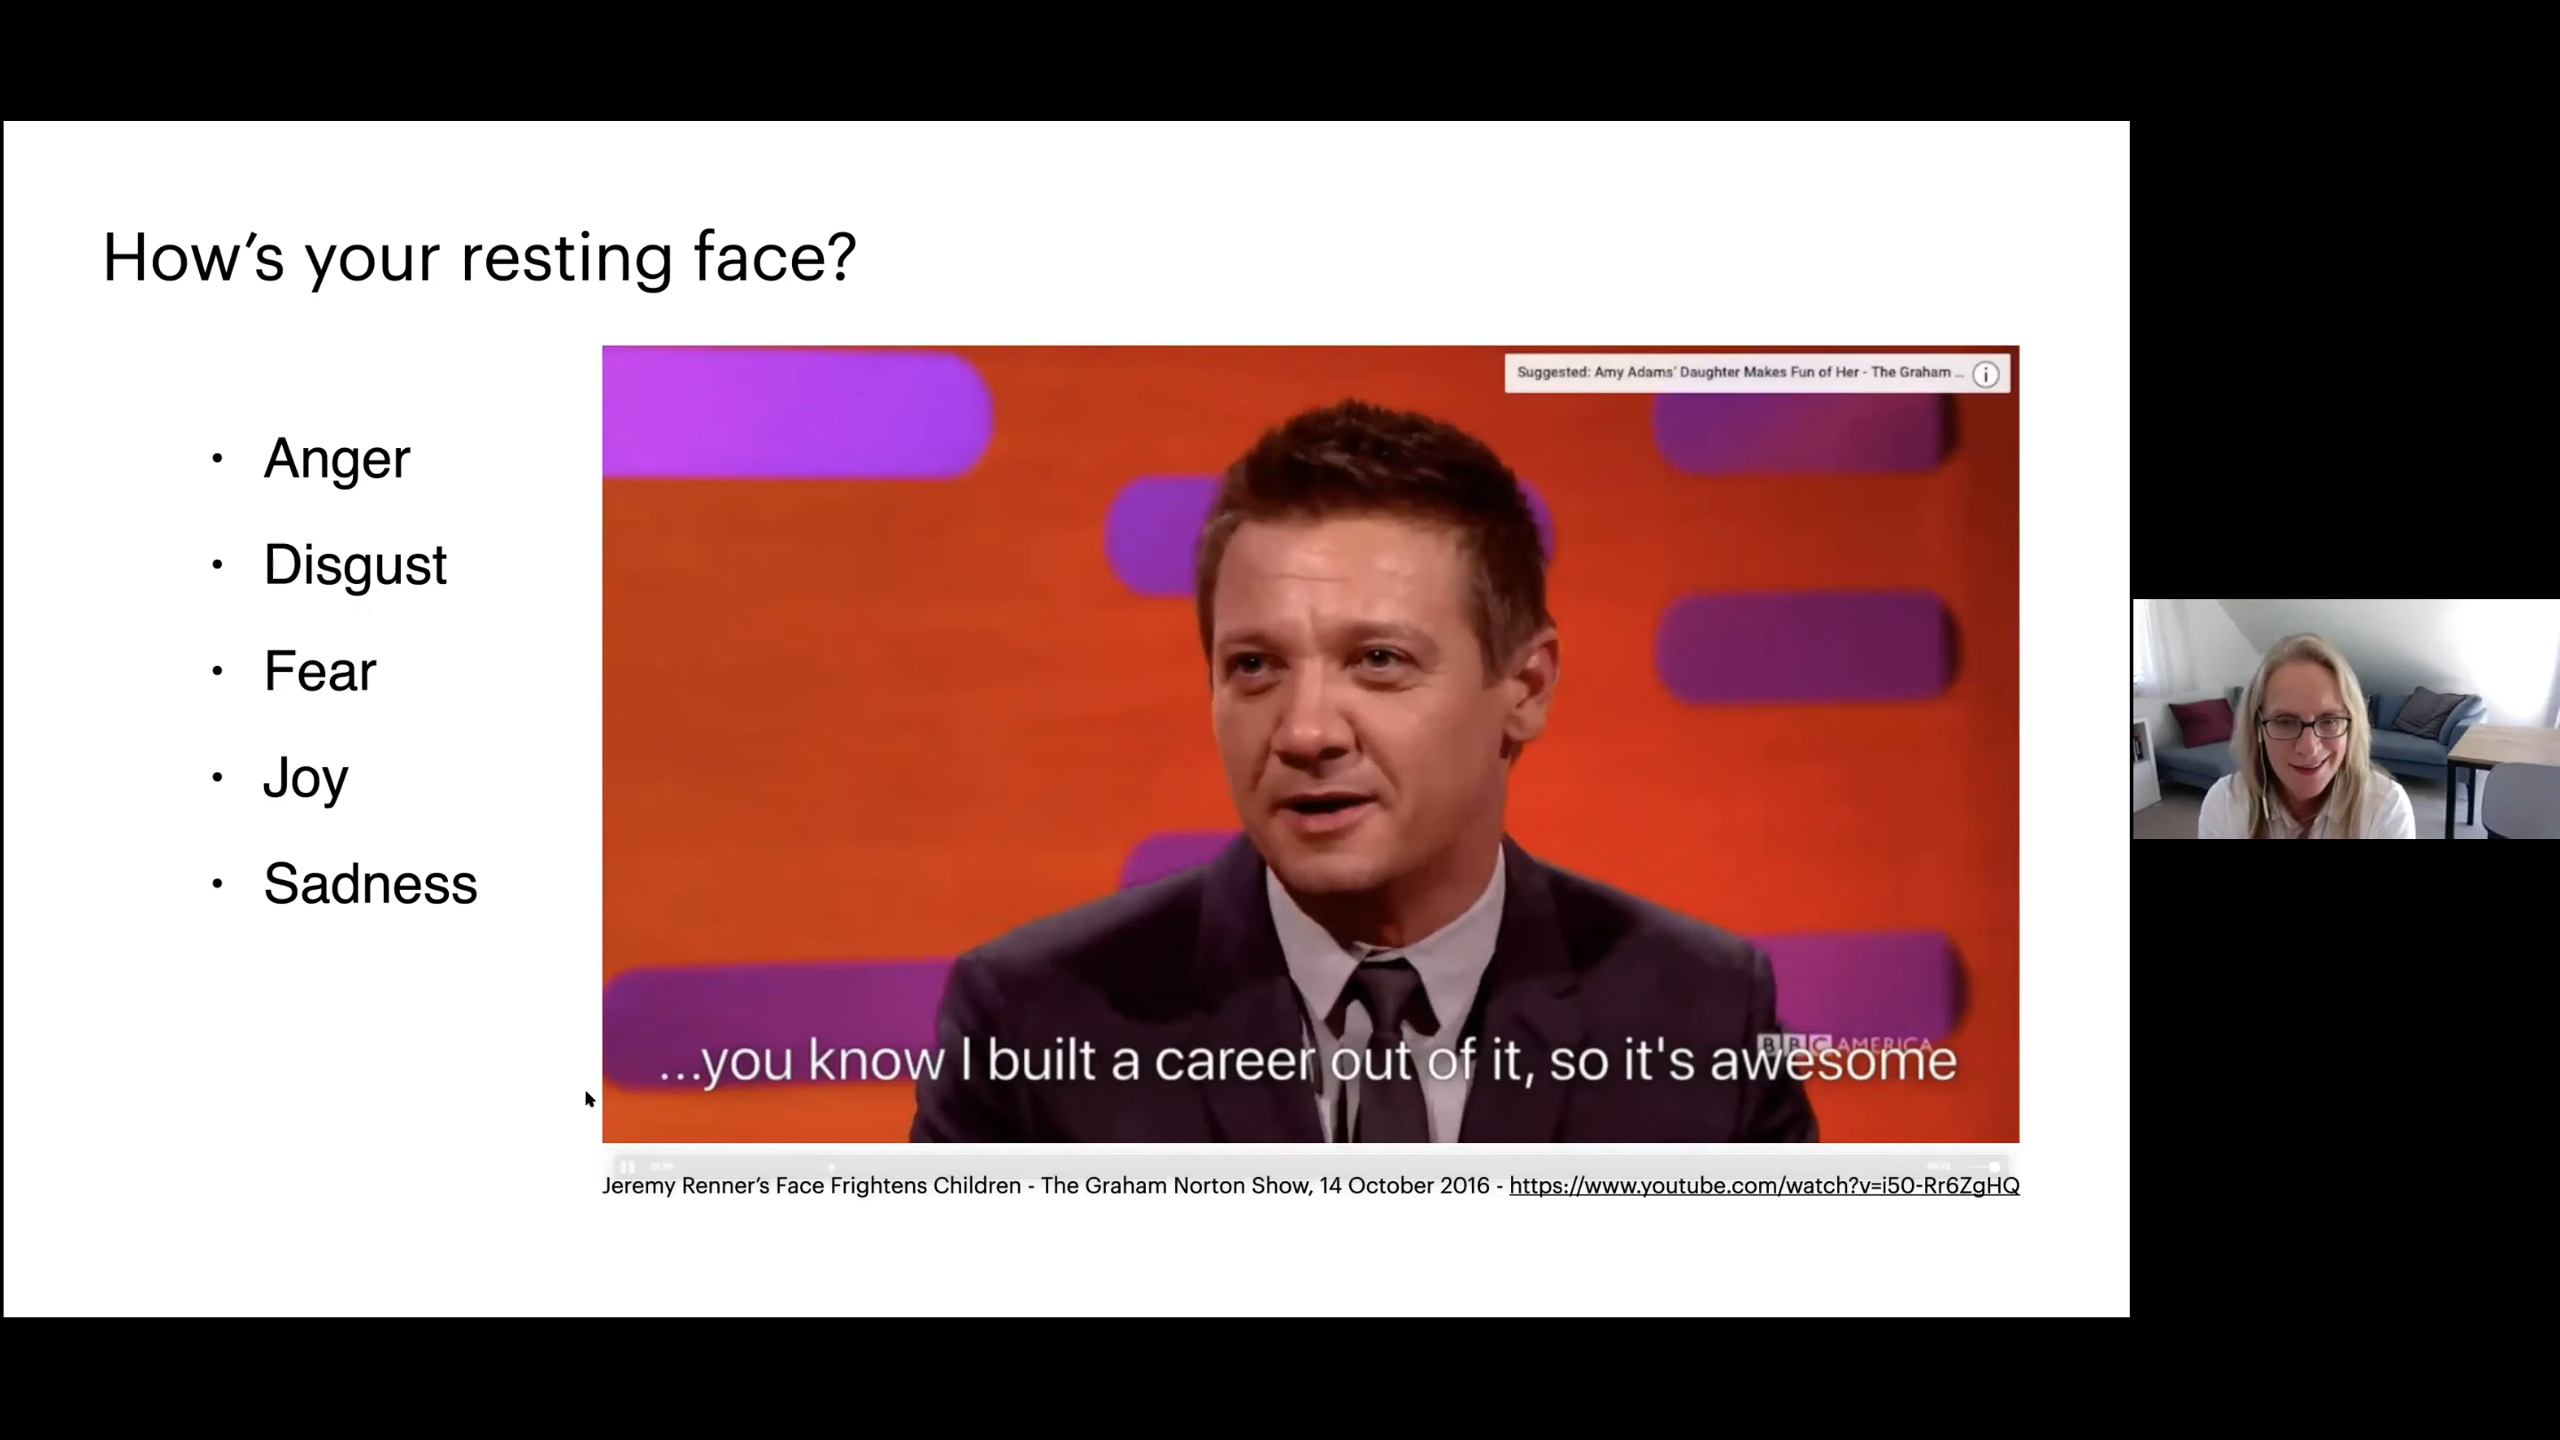 How’s your resting face?
• Anger
• Disgust
• Fear
• Joy
• Sadness
Suggested: Amy Adams’ Daughter Makes Fun of Her - The Graham ...
BBC AMERICA
...you know I built a career out of it, so it's awesome
Jeremy Renner’s Face Frightens Children - The Graham Norton Show, 14 October 2016 - https://www.youtube.com/watch?v=i50-Rr6ZgHQ